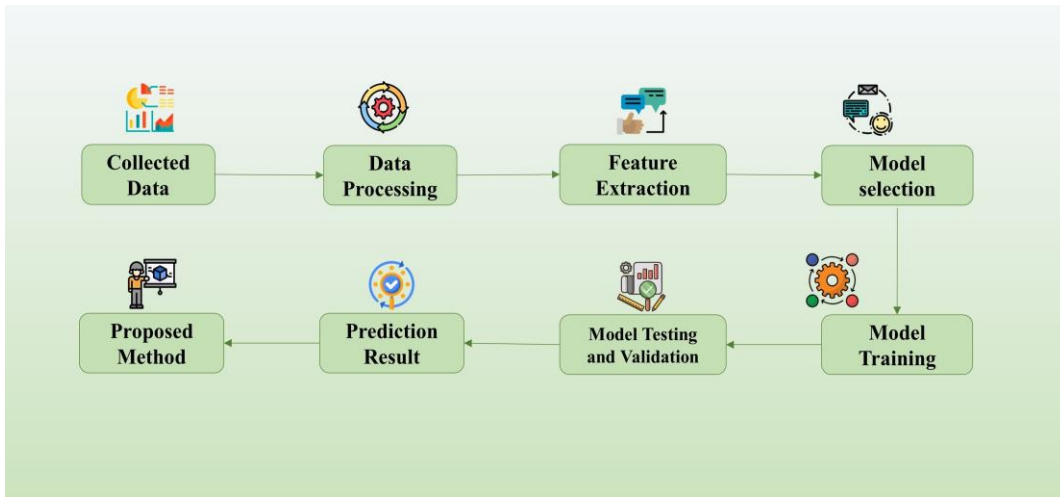 Collected
Data
Data
Processing
Feature
Extraction
Model
selection
Model
Training
Model Testing
and Validation
Prediction
Result
Proposed
Method